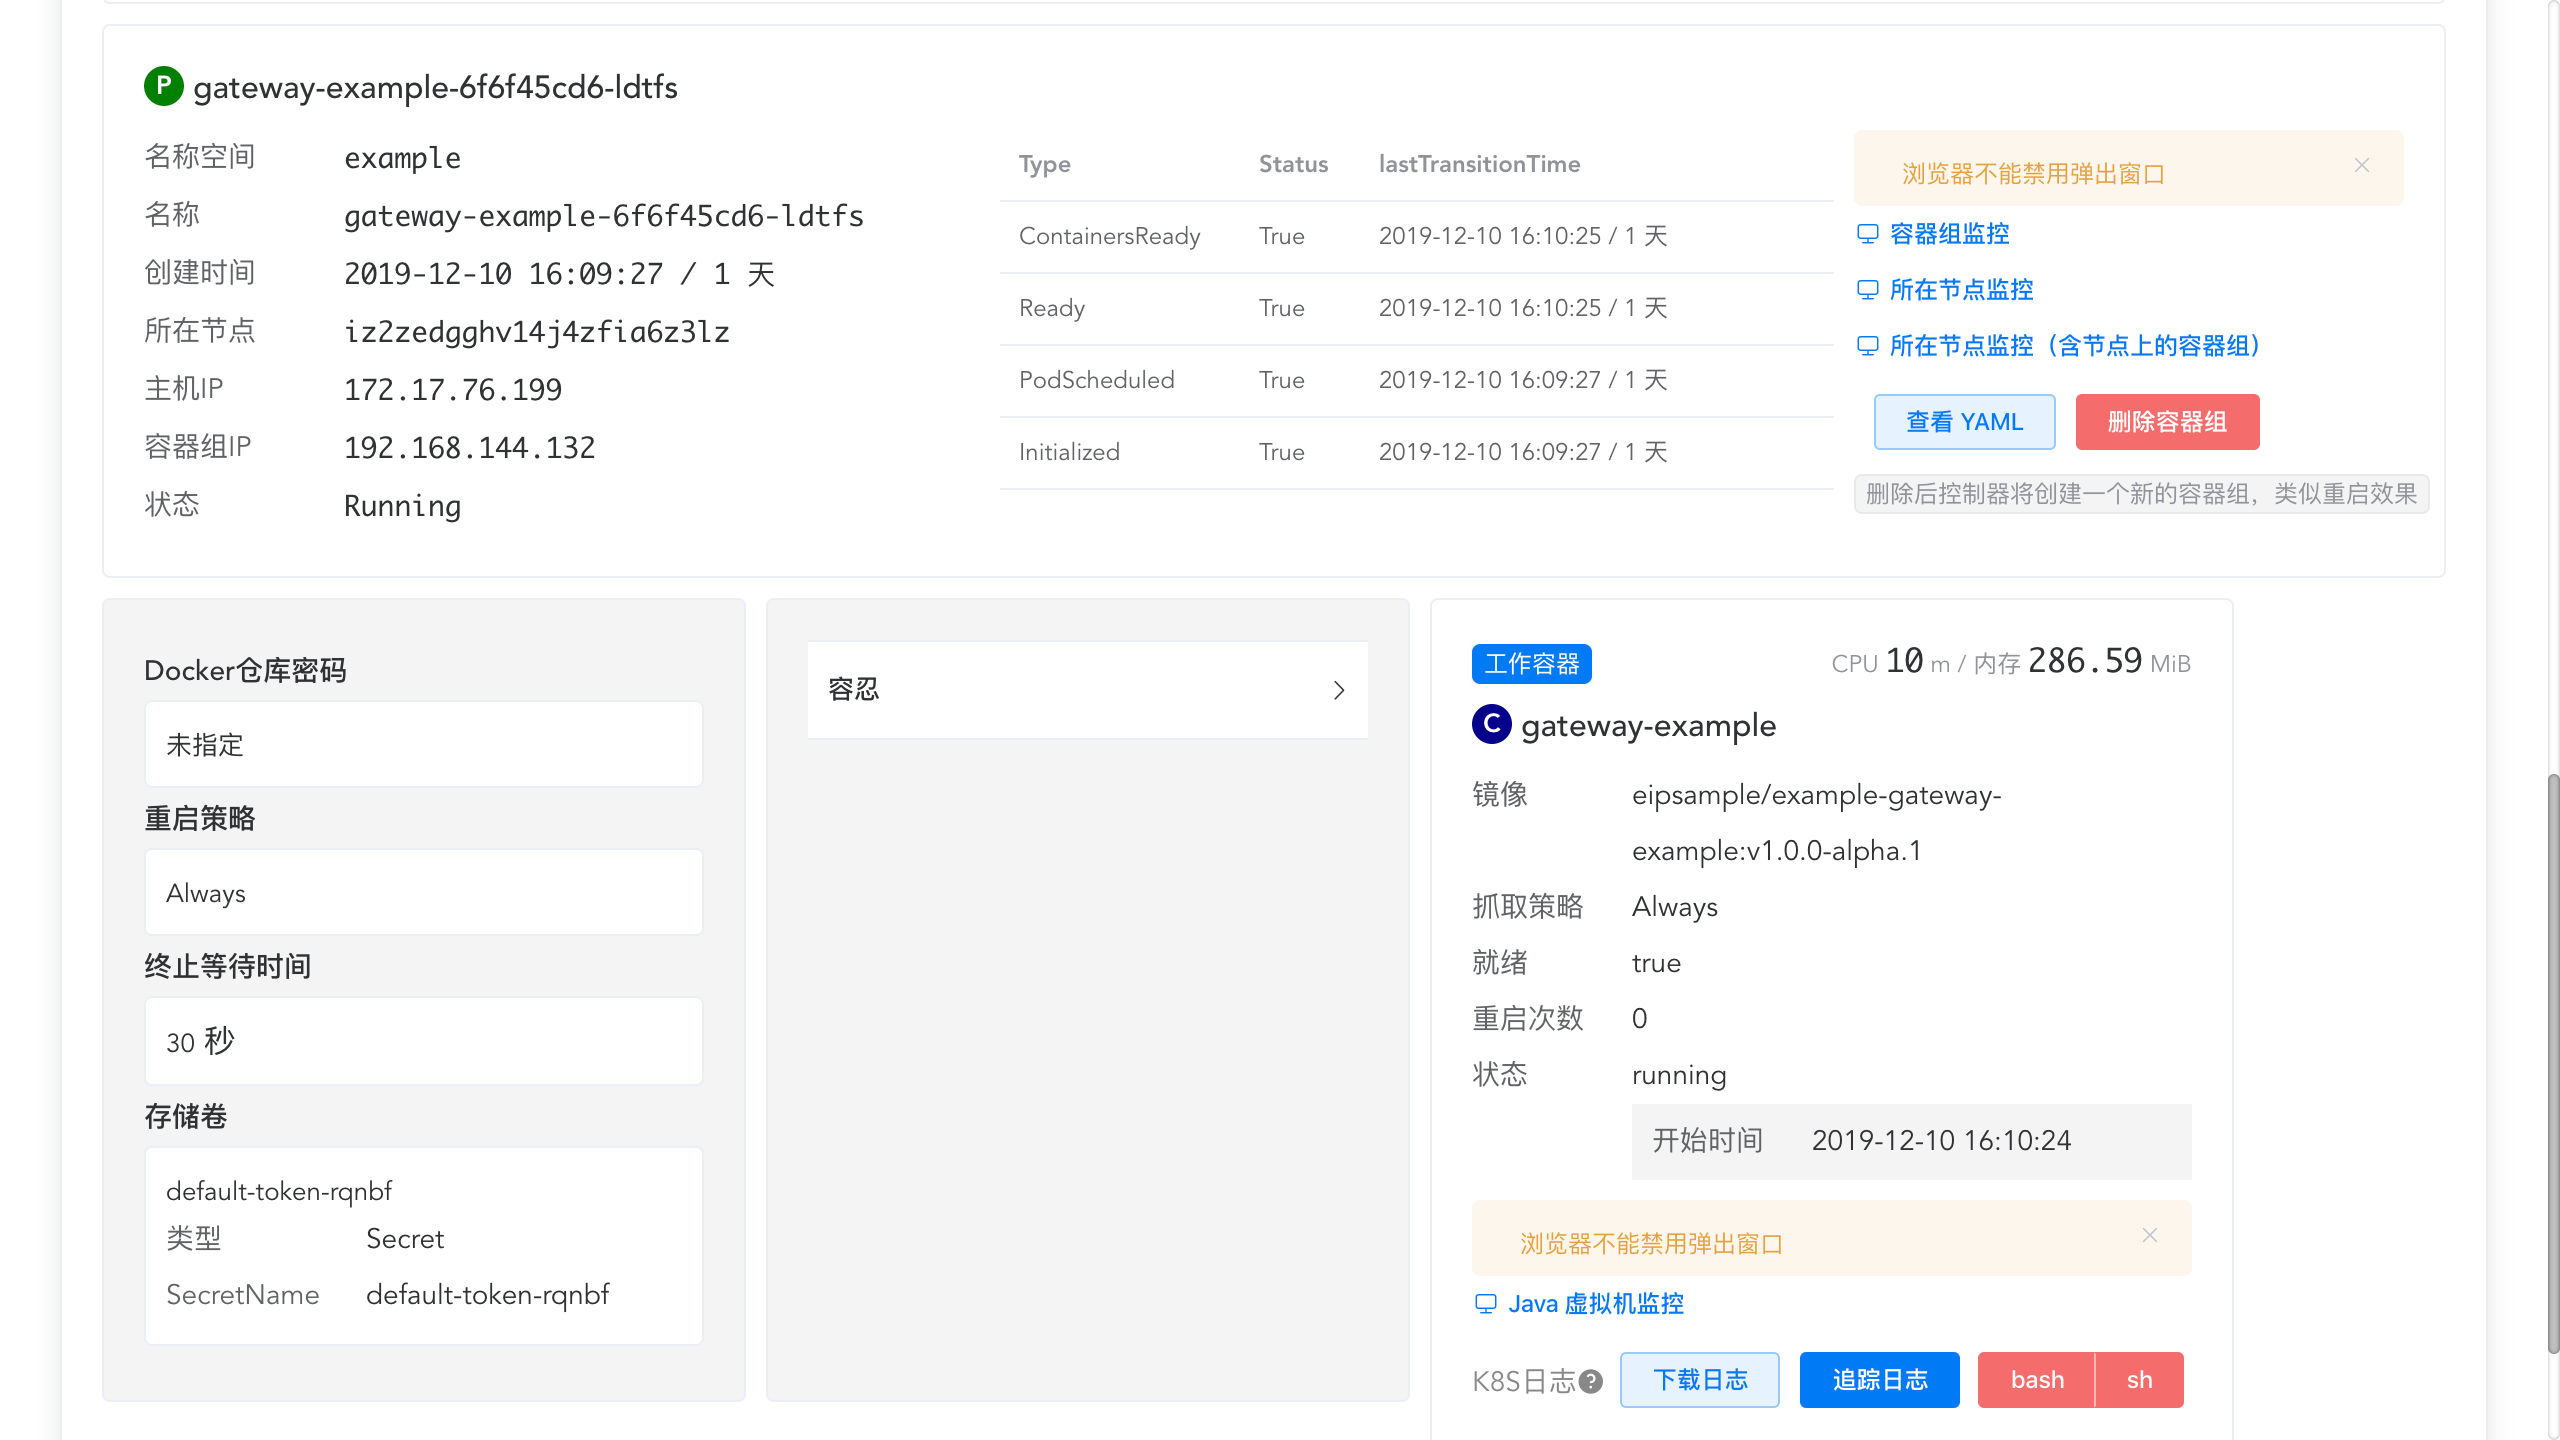 P gateway-example-6f6f45cd6-ldtfs
名称空间 example
名称 gateway-example-6f6f45cd6-ldtfs
创建时间 2019-12-10 16:09:27 / 1 天
所在节点 iz2zedgghv14j4zfia6z3lz
主机IP 172.17.76.199
容器组IP 192.168.144.132
状态 Running
Type Status lastTransitionTime
ContainersReady True 2019-12-10 16:10:25 / 1 天
Ready True 2019-12-10 16:10:25 / 1 天
PodScheduled True 2019-12-10 16:09:27 / 1 天
Initialized True 2019-12-10 16:09:27 / 1 天
浏览器不能禁用弹出窗口
容器组监控
所在节点监控
所在节点监控（含节点上的容器组）
查看 YAML 删除容器组
删除后控制器将创建一个新的容器组，类似重启效果
Docker仓库密码
未指定
重启策略
Always
终止等待时间
30 秒
存储卷
default-token-rqnbf
类型 Secret
SecretName default-token-rqnbf
容忍
工作容器 CPU 10 m / 内存 286.59 MiB
C gateway-example
镜像 eipsample/example-gateway-
example:v1.0.0-alpha.1
抓取策略 Always
就绪 true
重启次数 0
状态 running
开始时间 2019-12-10 16:10:24
浏览器不能禁用弹出窗口
Java 虚拟机监控
K8S日志 ? 下载日志 追踪日志 bash sh